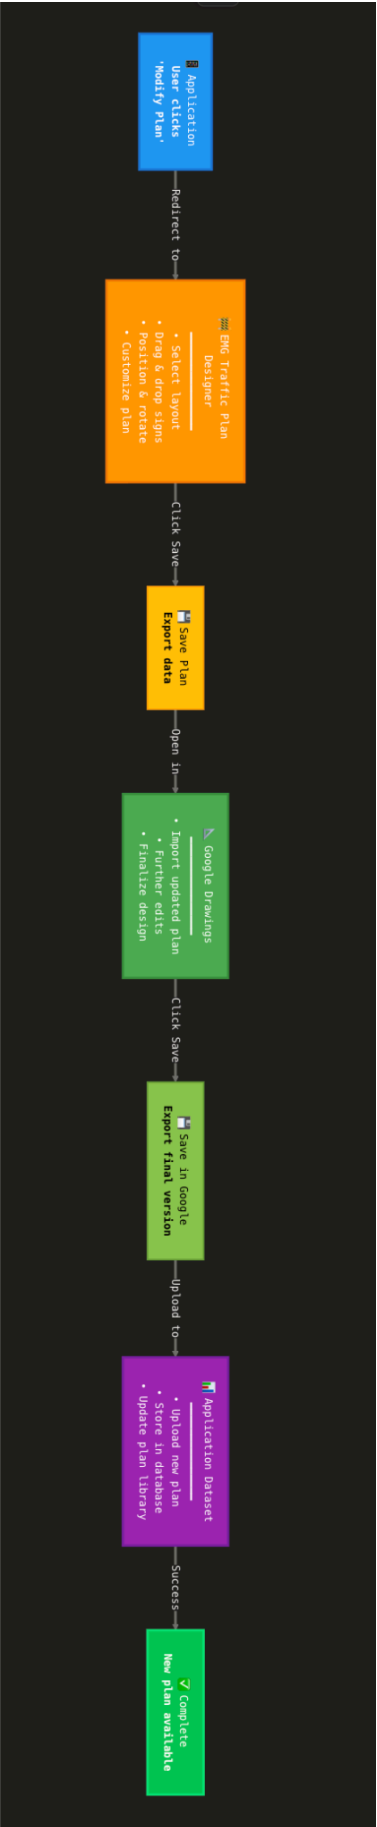 📱 Application
User clicks
'Modify Plan'
Redirect to
🚧 EMG Traffic Plan
Designer
━━━━━━━━━━━━
• Select layout
• Drag & drop signs
• Position & rotate
• Customize plan
Click Save
💾 Save Plan
Export data
Open in
📐 Google Drawings
━━━━━━━━━━━━
• Import updated plan
• Further edits
• Finalize design
Click Save
💾 Save in Google
Export final version
Upload to
📊 Application Dataset
━━━━━━━━━━━━
• Upload new plan
• Store in database
• Update plan library
Success
✅ Complete
New plan available